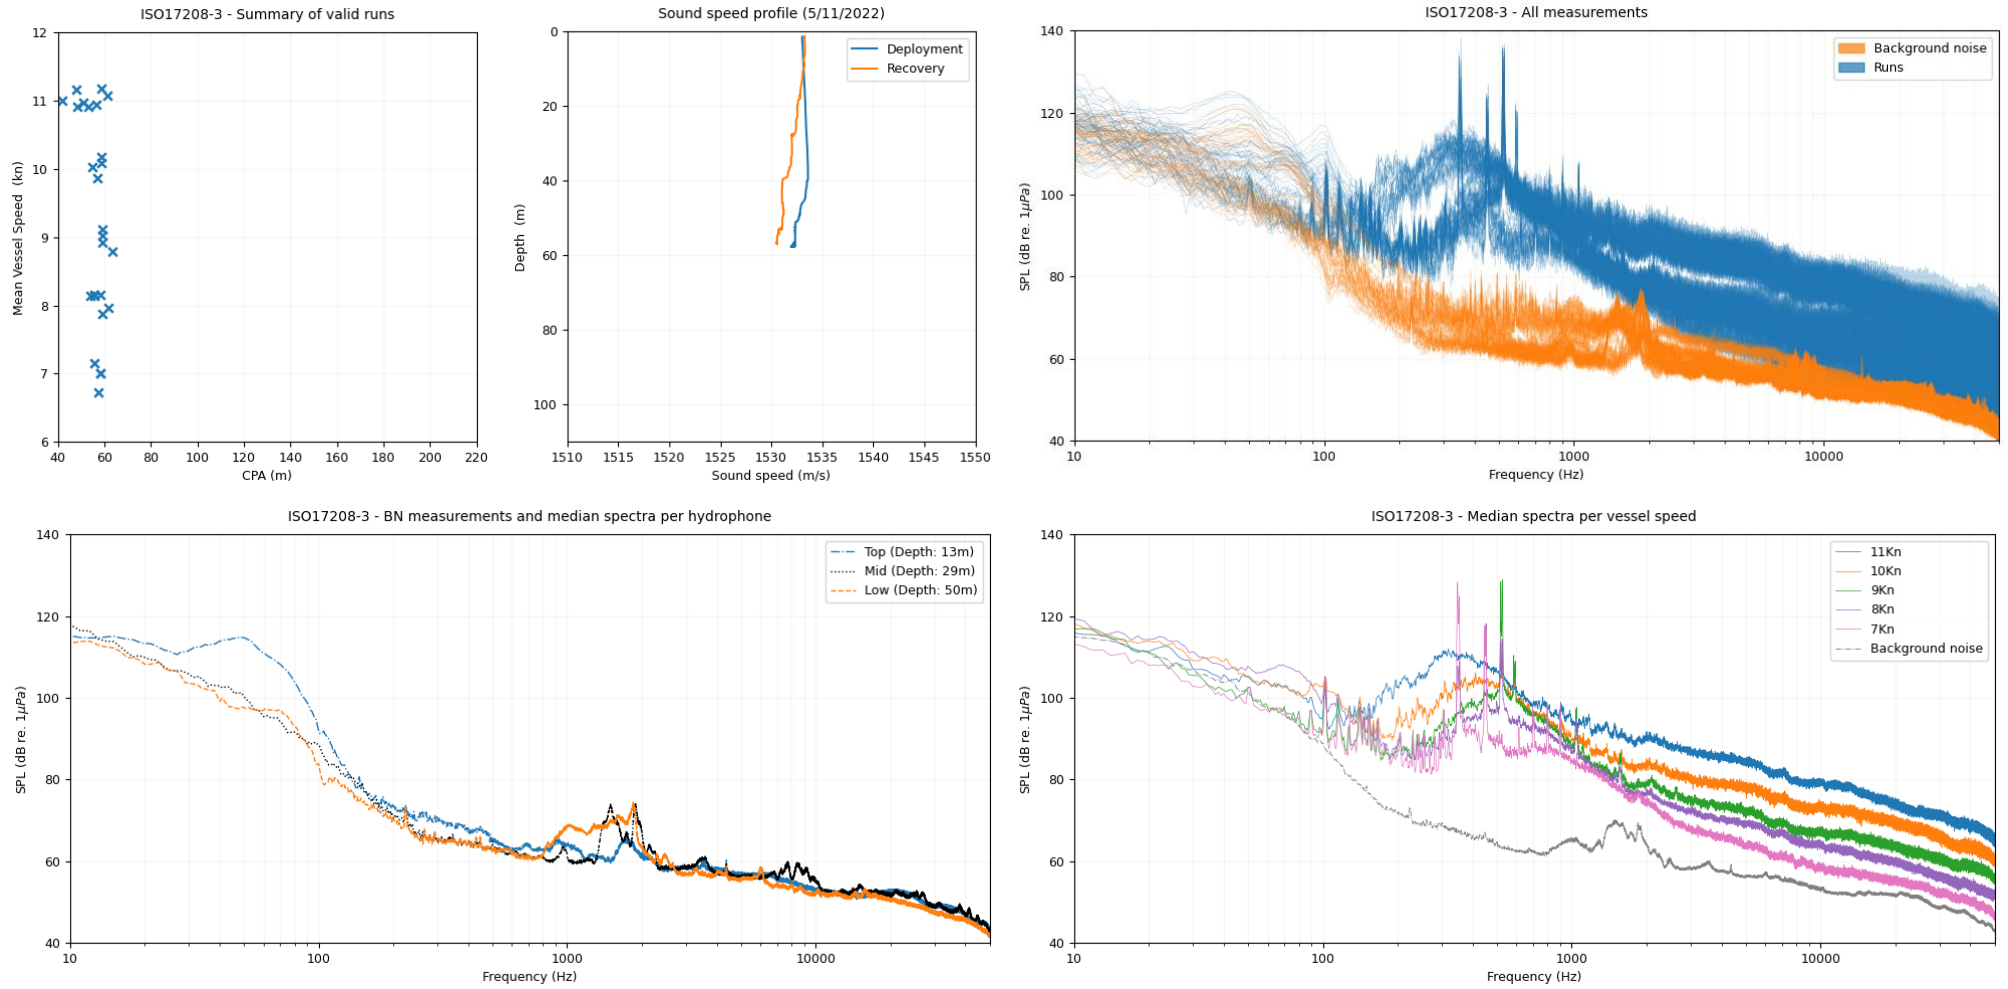 ISO17208-3 - Summary of valid runs
12
11
10
9
8
7
6
Mean Vessel Speed (kn)
40 60 80 100 120 140 160 180 200 220
CPA (m)
Sound speed profile (5/11/2022)
Deployment
Recovery
0
20
40
60
80
100
Depth (m)
1510 1515 1520 1525 1530 1535 1540 1545 1550
Sound speed (m/s)
ISO17208-3 - All measurements
Background noise
Runs
140
120
100
80
60
40
SPL (dB re. 1μPa)
10 100 1000 10000
Frequency (Hz)
ISO17208-3 - BN measurements and median spectra per hydrophone
Top (Depth: 13m)
Mid (Depth: 29m)
Low (Depth: 50m)
140
120
100
80
60
40
SPL (dB re. 1μPa)
10 100 1000 10000
Frequency (Hz)
ISO17208-3 - Median spectra per vessel speed
11Kn
10Kn
9Kn
8Kn
7Kn
Background noise
140
120
100
80
60
40
SPL (dB re. 1μPa)
10 100 1000 10000
Frequency (Hz)